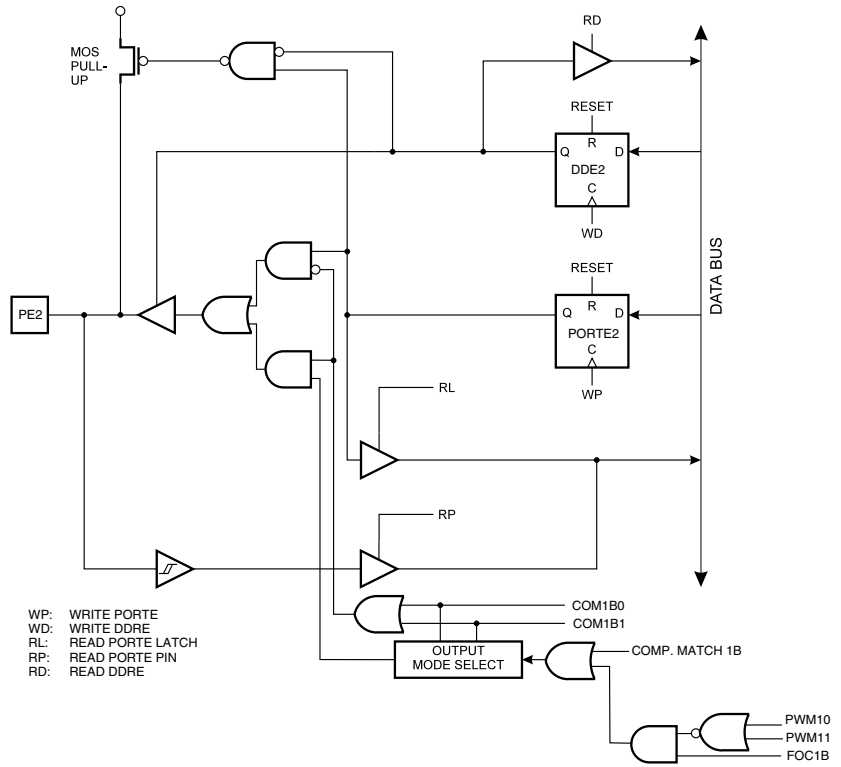 RD
MOS
PULL-
UP
RESET
R
Q
D
DDE2
C
WD
DATA BUS
RESET
R
Q
D
PORTE2
C
WP
PE2
RL
RP
WP: WRITE PORTE
WD: WRITE DDRE
RL: READ PORTE LATCH
RP: READ PORTE PIN
RD: READ DDRE
COM1B0
COM1B1
OUTPUT
MODE SELECT
COMP. MATCH 1B
PWM10
PWM11
FOC1B